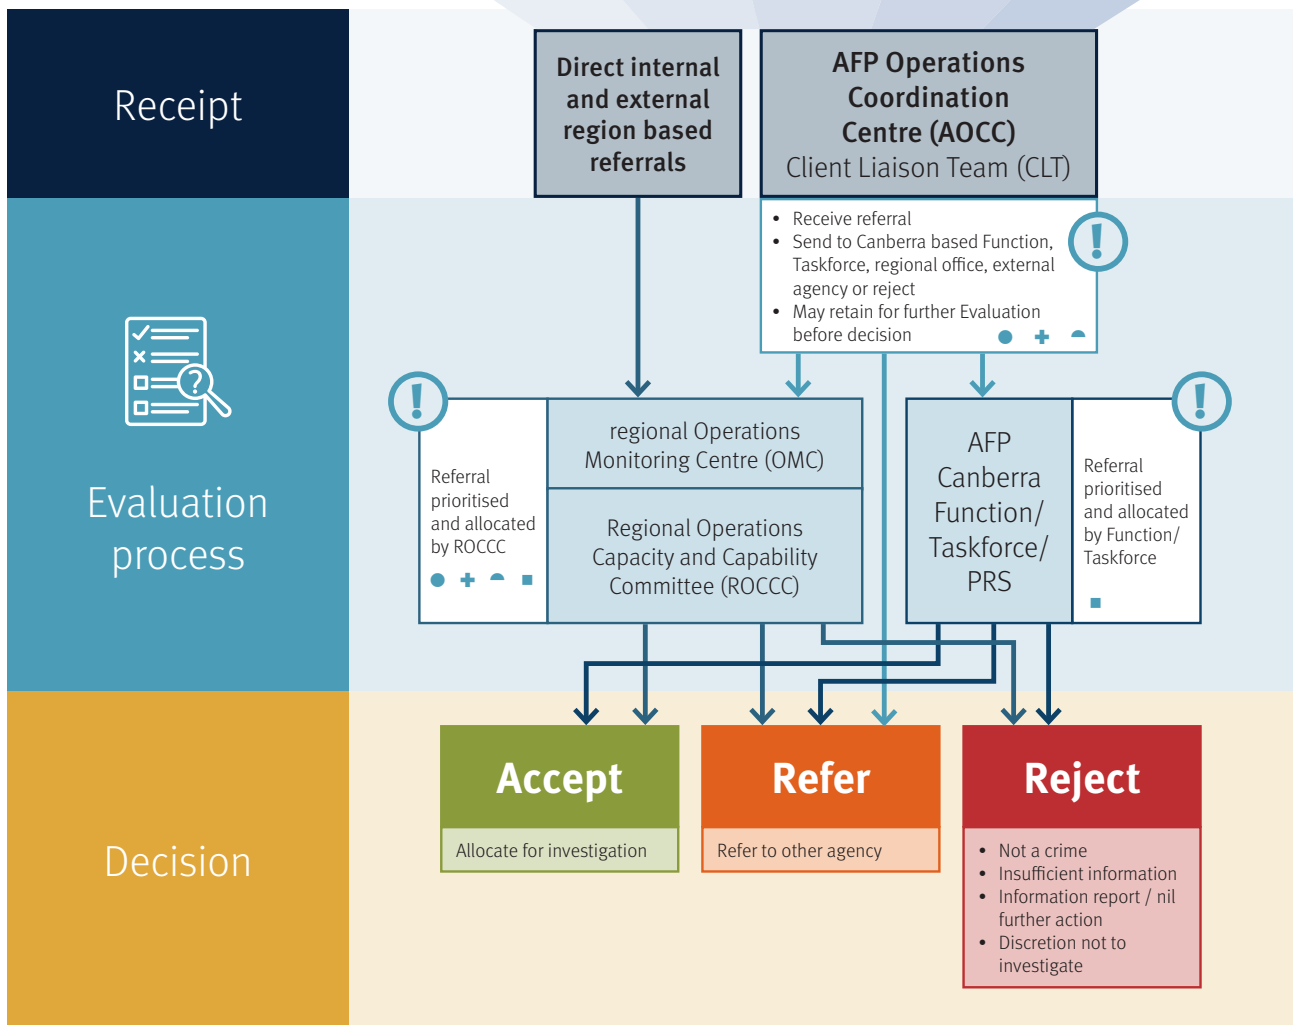 Receipt
Direct internal
and external
region based
referrals
AFP Operations
Coordination
Centre (AOCC)
Client Liaison Team (CLT)
• Receive referral
• Send to Canberra based Function,
Taskforce, regional office, external
agency or reject
• May retain for further Evaluation
before decision
!
Evaluation
process
?
!
Referral
prioritised
and allocated
by ROCCC
regional Operations
Monitoring Centre (OMC)
Regional Operations
Capacity and Capability
Committee (ROCCC)
AFP
Canberra
Function/
Taskforce/
PRS
!
Referral
prioritised
and allocated
by Function/
Taskforce
Decision
Accept
Allocate for investigation
Refer
Refer to other agency
Reject
• Not a crime
• Insufficient information
• Information report / nil
further action
• Discretion not to
investigate